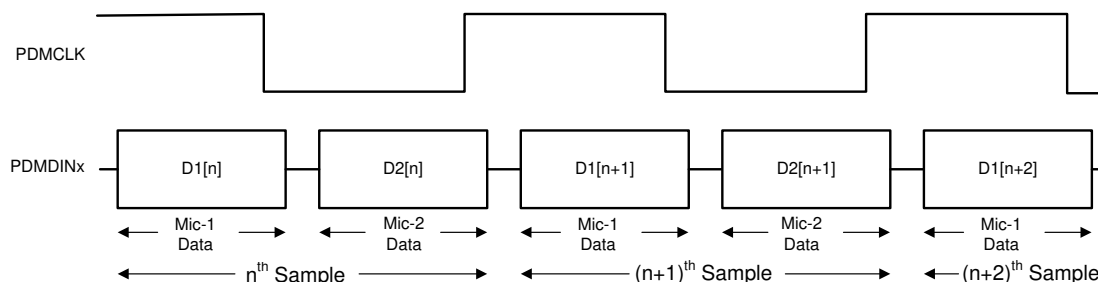 PDMCLK
PDMDINx
D1[n] D2[n] D1[n+1] D2[n+1] D1[n+2]
Mic-1 Data Mic-2 Data Mic-1 Data Mic-2 Data Mic-1 Data
nth Sample (n+1)th Sample (n+2)th Sample